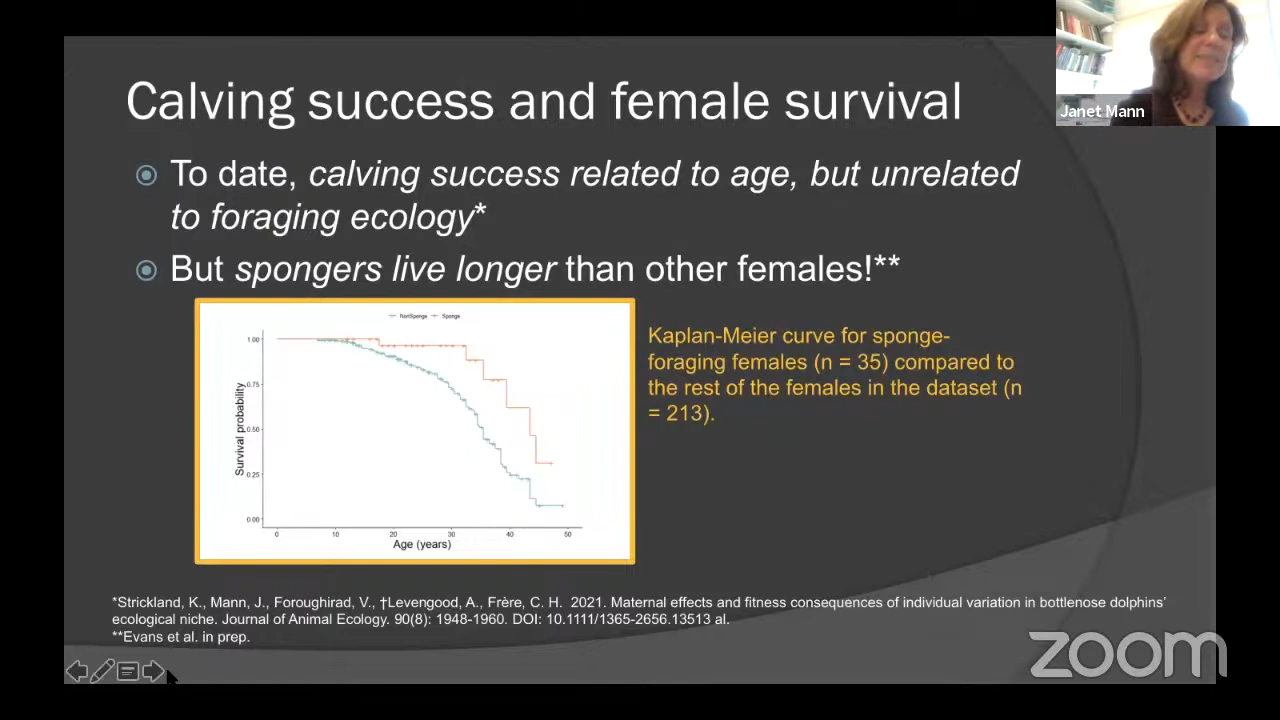 Janet Mann
Calving success and female survival
To date, calving success related to age, but unrelated
to foraging ecology*
But spongers live longer than other females!**
NonSponge Sponge
1.00
0.75
0.50
0.25
0.00
Survival probability
0 10 20 30 40 50
Age (years)
Kaplan-Meier curve for sponge-
foraging females (n = 35) compared to
the rest of the females in the dataset (n
= 213).
*Strickland, K., Mann, J., Foroughirad, V., †Levengood, A., Frère, C. H. 2021. Maternal effects and fitness consequences of individual variation in bottlenose dolphins’
ecological niche. Journal of Animal Ecology. 90(8): 1948-1960. DOI: 10.1111/1365-2656.13513 al.
**Evans et al. in prep.
zoom